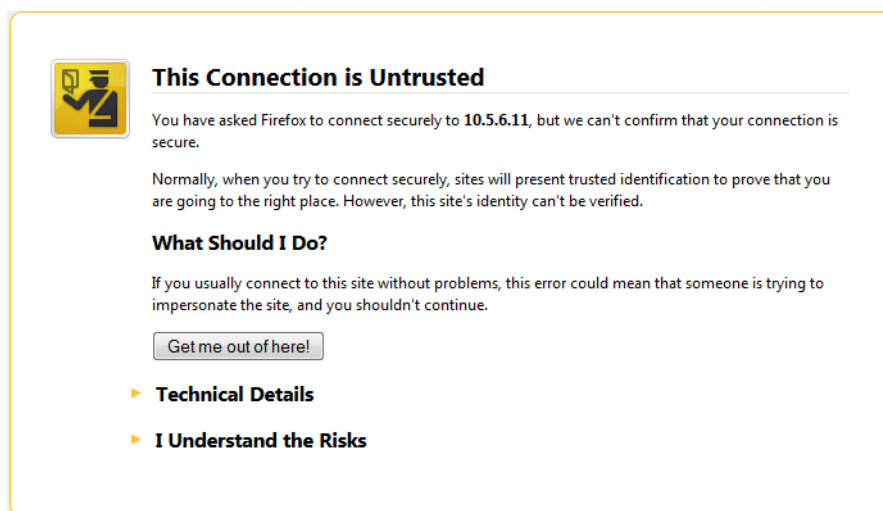 This Connection is Untrusted
You have asked Firefox to connect securely to 10.5.6.11, but we can't confirm that your connection is
secure.
Normally, when you try to connect securely, sites will present trusted identification to prove that you
are going to the right place. However, this site's identity can't be verified.
What Should I Do?
If you usually connect to this site without problems, this error could mean that someone is trying to
impersonate the site, and you shouldn't continue.
Get me out of here!
Technical Details
I Understand the Risks